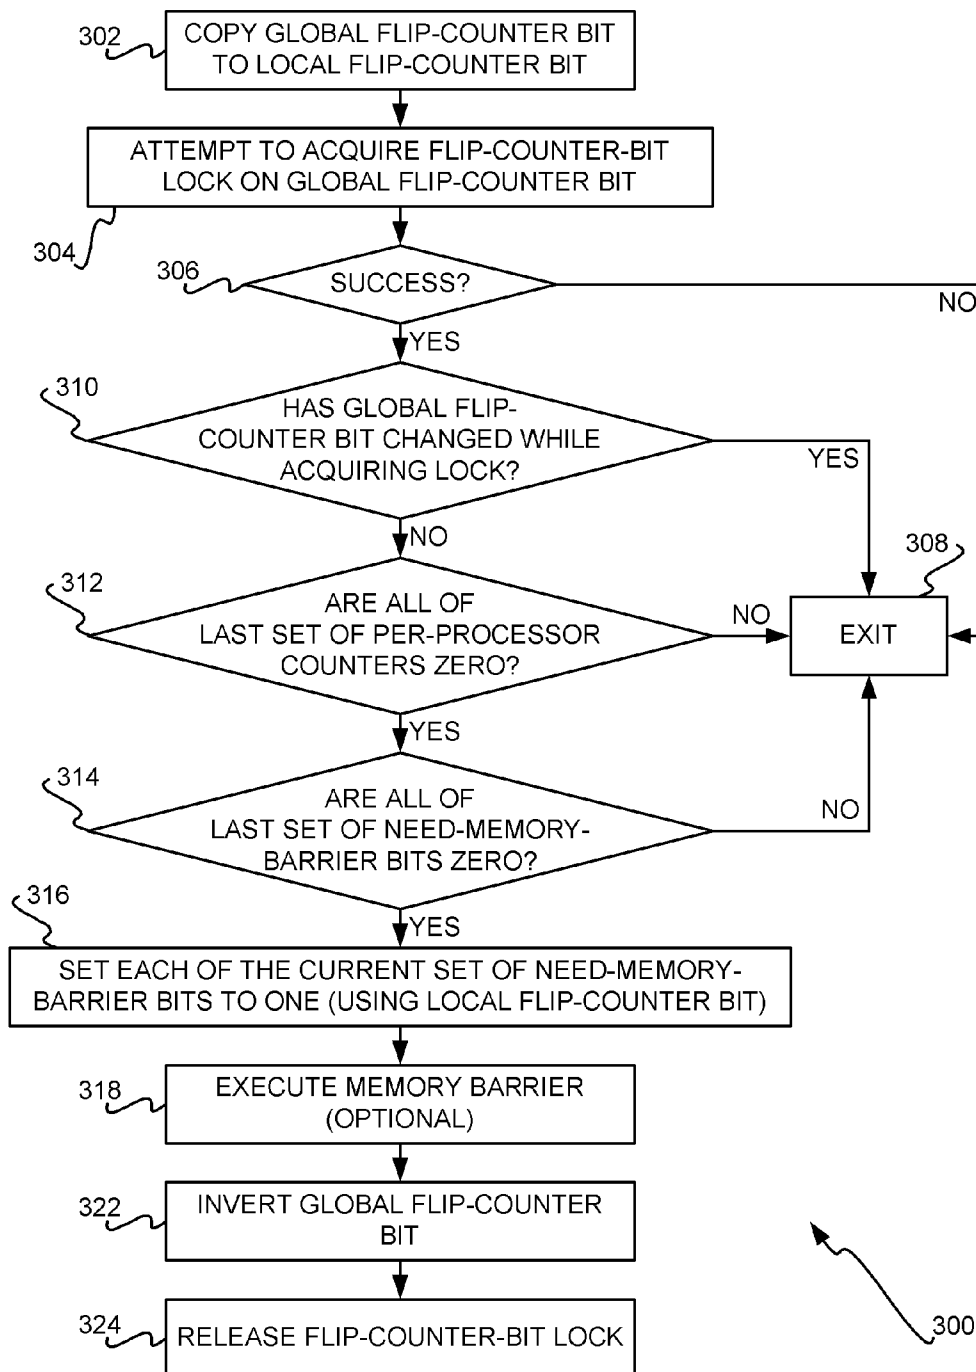 302
COPY GLOBAL FLIP-COUNTER BIT
TO LOCAL FLIP-COUNTER BIT
ATTEMPT TO ACQUIRE FLIP-COUNTER-BIT
LOCK ON GLOBAL FLIP-COUNTER BIT
304
306
SUCCESS?
NO
YES
310
HAS GLOBAL FLIP-
COUNTER BIT CHANGED WHILE
ACQUIRING LOCK?
YES
NO
308
312
ARE ALL OF
LAST SET OF PER-PROCESSOR
COUNTERS ZERO?
NO
EXIT
YES
314
ARE ALL OF
LAST SET OF NEED-MEMORY-
BARRIER BITS ZERO?
NO
YES
316
SET EACH OF THE CURRENT SET OF NEED-MEMORY-
BARRIER BITS TO ONE (USING LOCAL FLIP-COUNTER BIT)
318
EXECUTE MEMORY BARRIER
(OPTIONAL)
322
INVERT GLOBAL FLIP-COUNTER
BIT
324
RELEASE FLIP-COUNTER-BIT LOCK
300